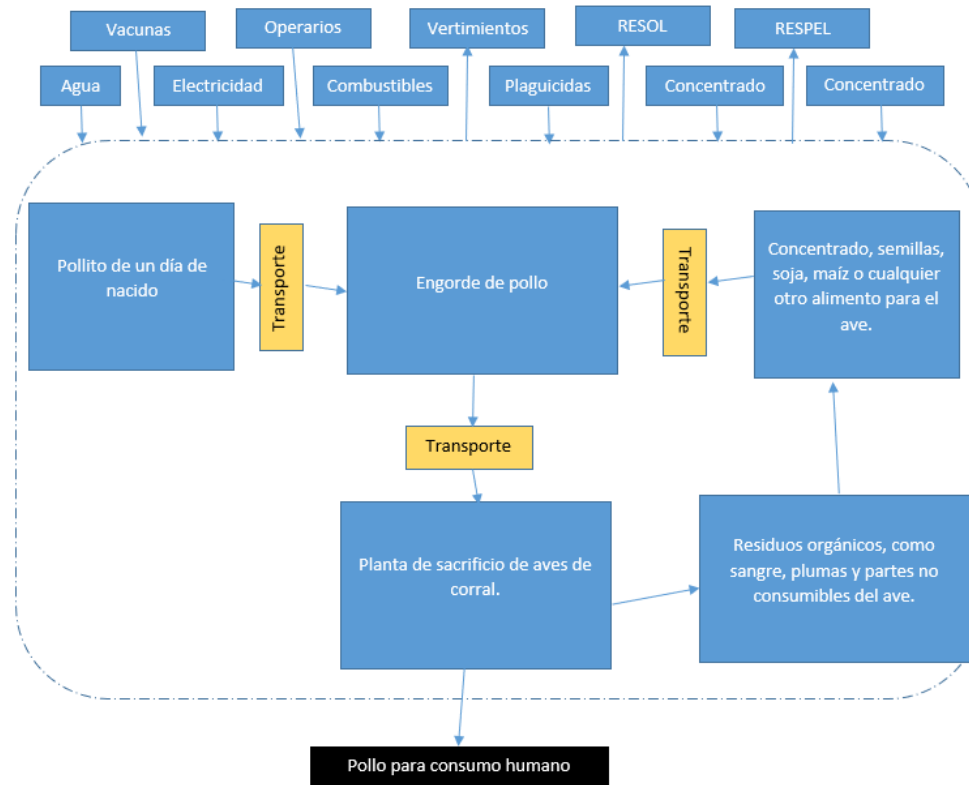 Vacunas
Operarios
Vertimientos
RESOL
RESPEL
Agua
Electricidad
Combustibles
Plaguicidas
Concentrado
Concentrado
Pollito de un día de
nacido
Transporte
Engorde de pollo
Transporte
Concentrado, semillas,
soja, maíz o cualquier
otro alimento para el
ave.
Transporte
Planta de sacrificio de aves de
corral.
Residuos orgánicos, como
sangre, plumas y partes no
consumibles del ave.
Pollo para consumo humano